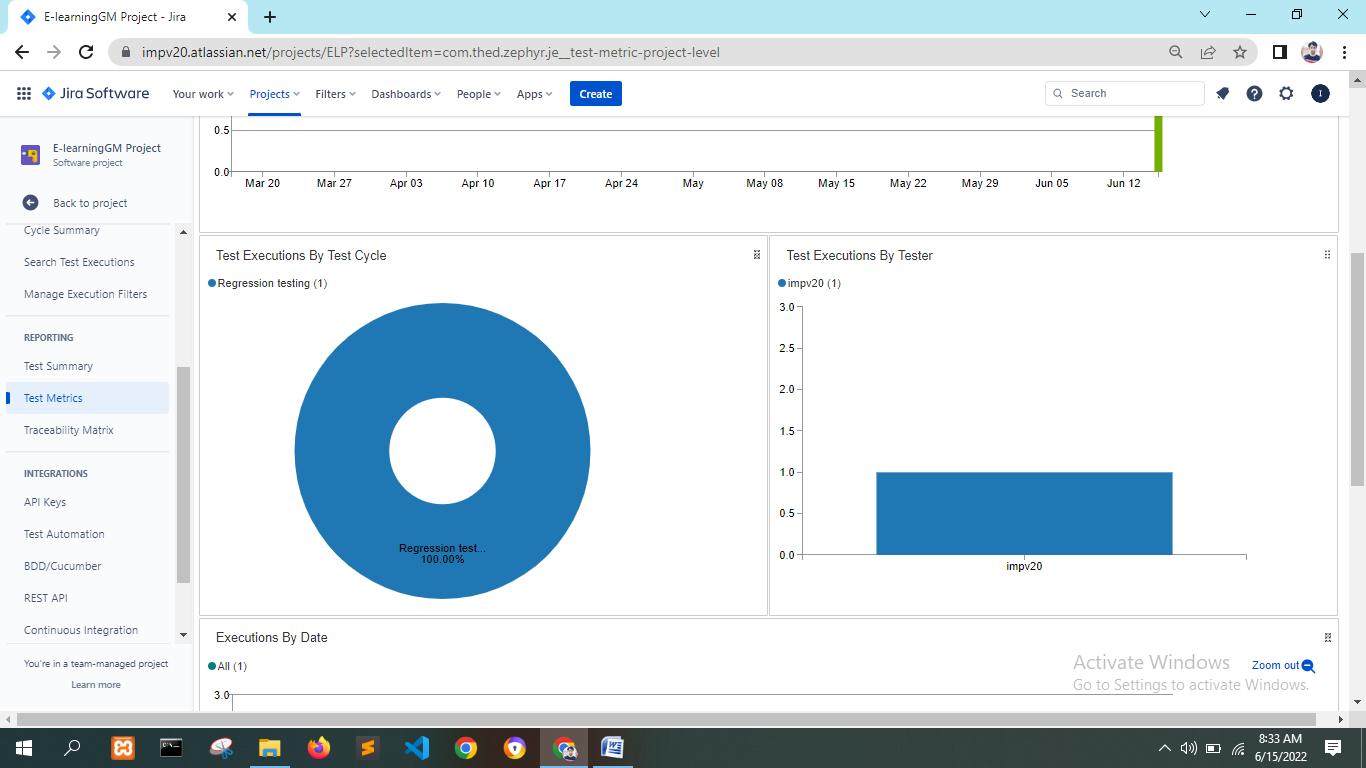 E-learningGM Project - Jira
impv20.atlassian.net/projects/ELP?selectedItem=com.thed.zephyr.je__test-metric-project-level
Jira Software
Your work
Projects
Filters
Dashboards
People
Apps
Create
Search
I
E-learningGM Project
Software project
Back to project
Cycle Summary
Search Test Executions
Manage Execution Filters
REPORTING
Test Summary
Test Metrics
Traceability Matrix
INTEGRATIONS
API Keys
Test Automation
BDD/Cucumber
REST API
Continuous Integration
You're in a team-managed project
Learn more
0.5
0.0
Mar 20 Mar 27 Apr 03 Apr 10 Apr 17 Apr 24 May May 08 May 15 May 22 May 29 Jun 05 Jun 12
Test Executions By Test Cycle
Regression testing (1)
Regression test...
100.00%
Test Executions By Tester
impv20 (1)
3.0
2.5
2.0
1.5
1.0
0.5
0.0
impv20
Executions By Date
All (1)
Zoom out
3.0
Activate Windows
Go to Settings to activate Windows.
8:33 AM
6/15/2022